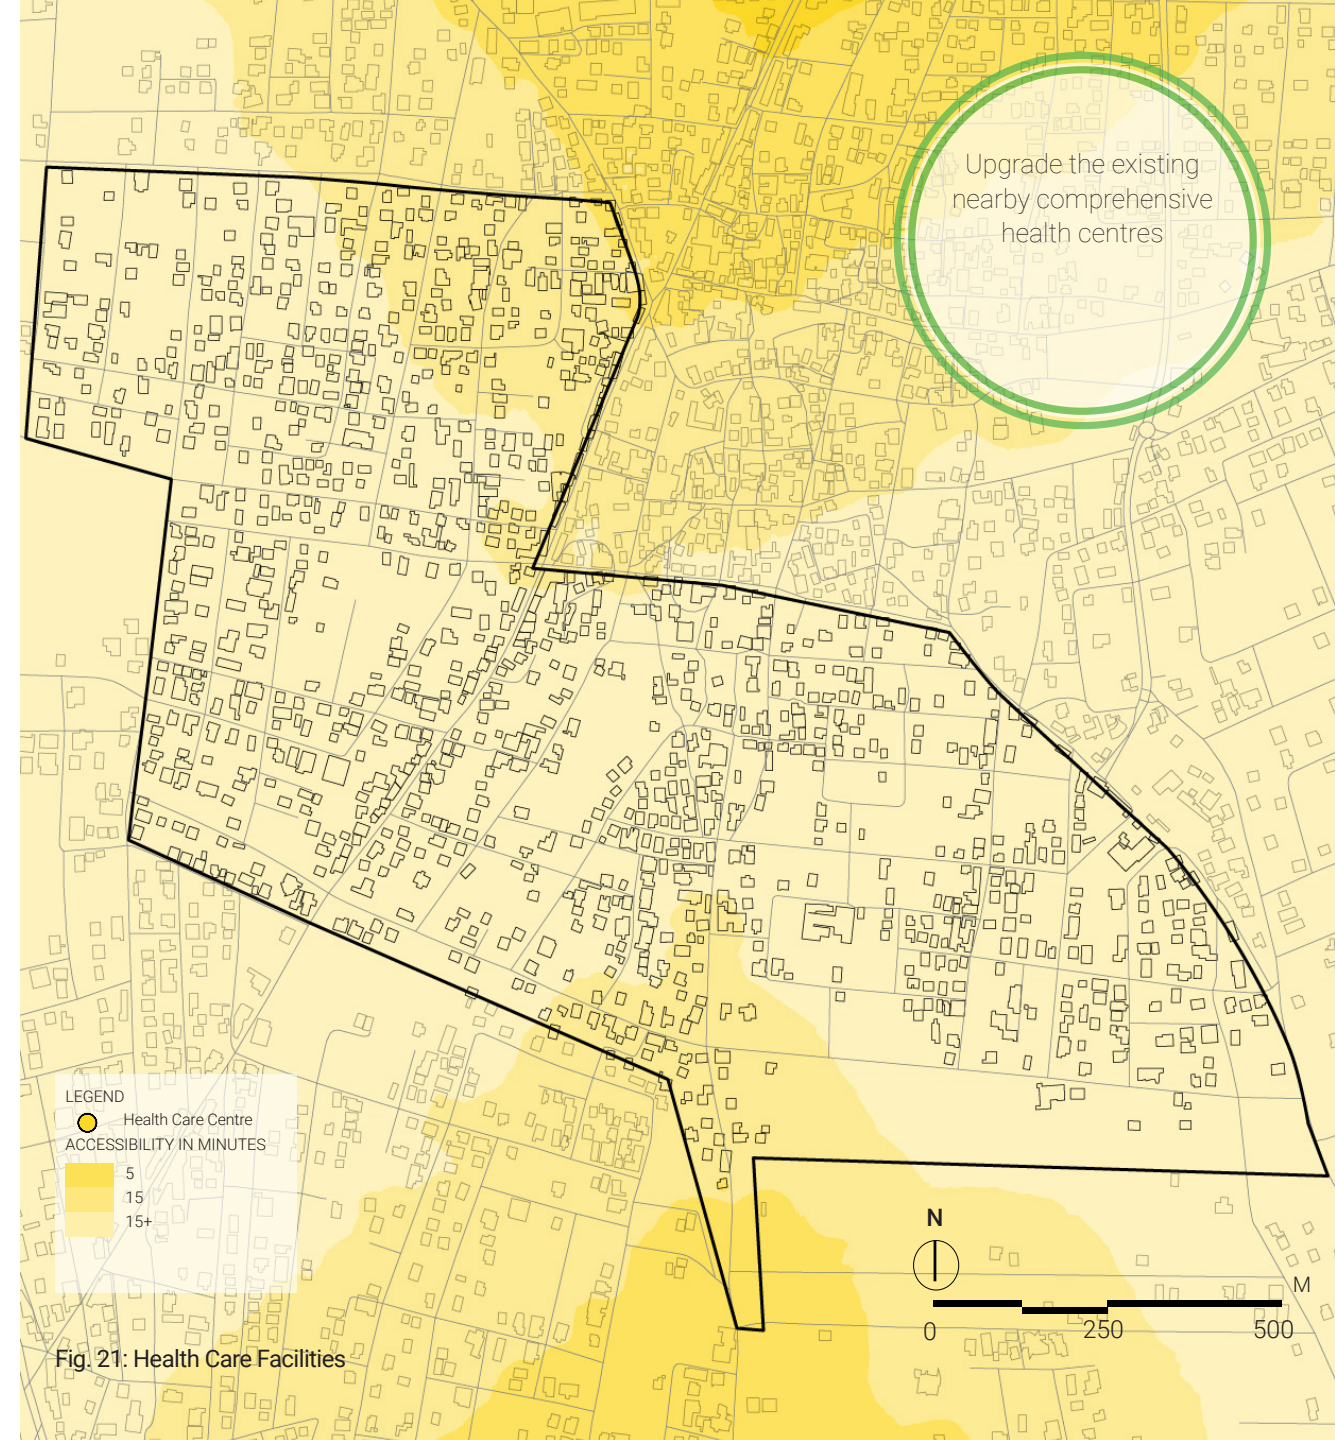 Upgrade the existing
nearby comprehensive
health centres
LEGEND
Health Care Centre
ACCESSIBILITY IN MINUTES
5
15
15+
N
M
0 250 500
Fig. 21: Health Care Facilities